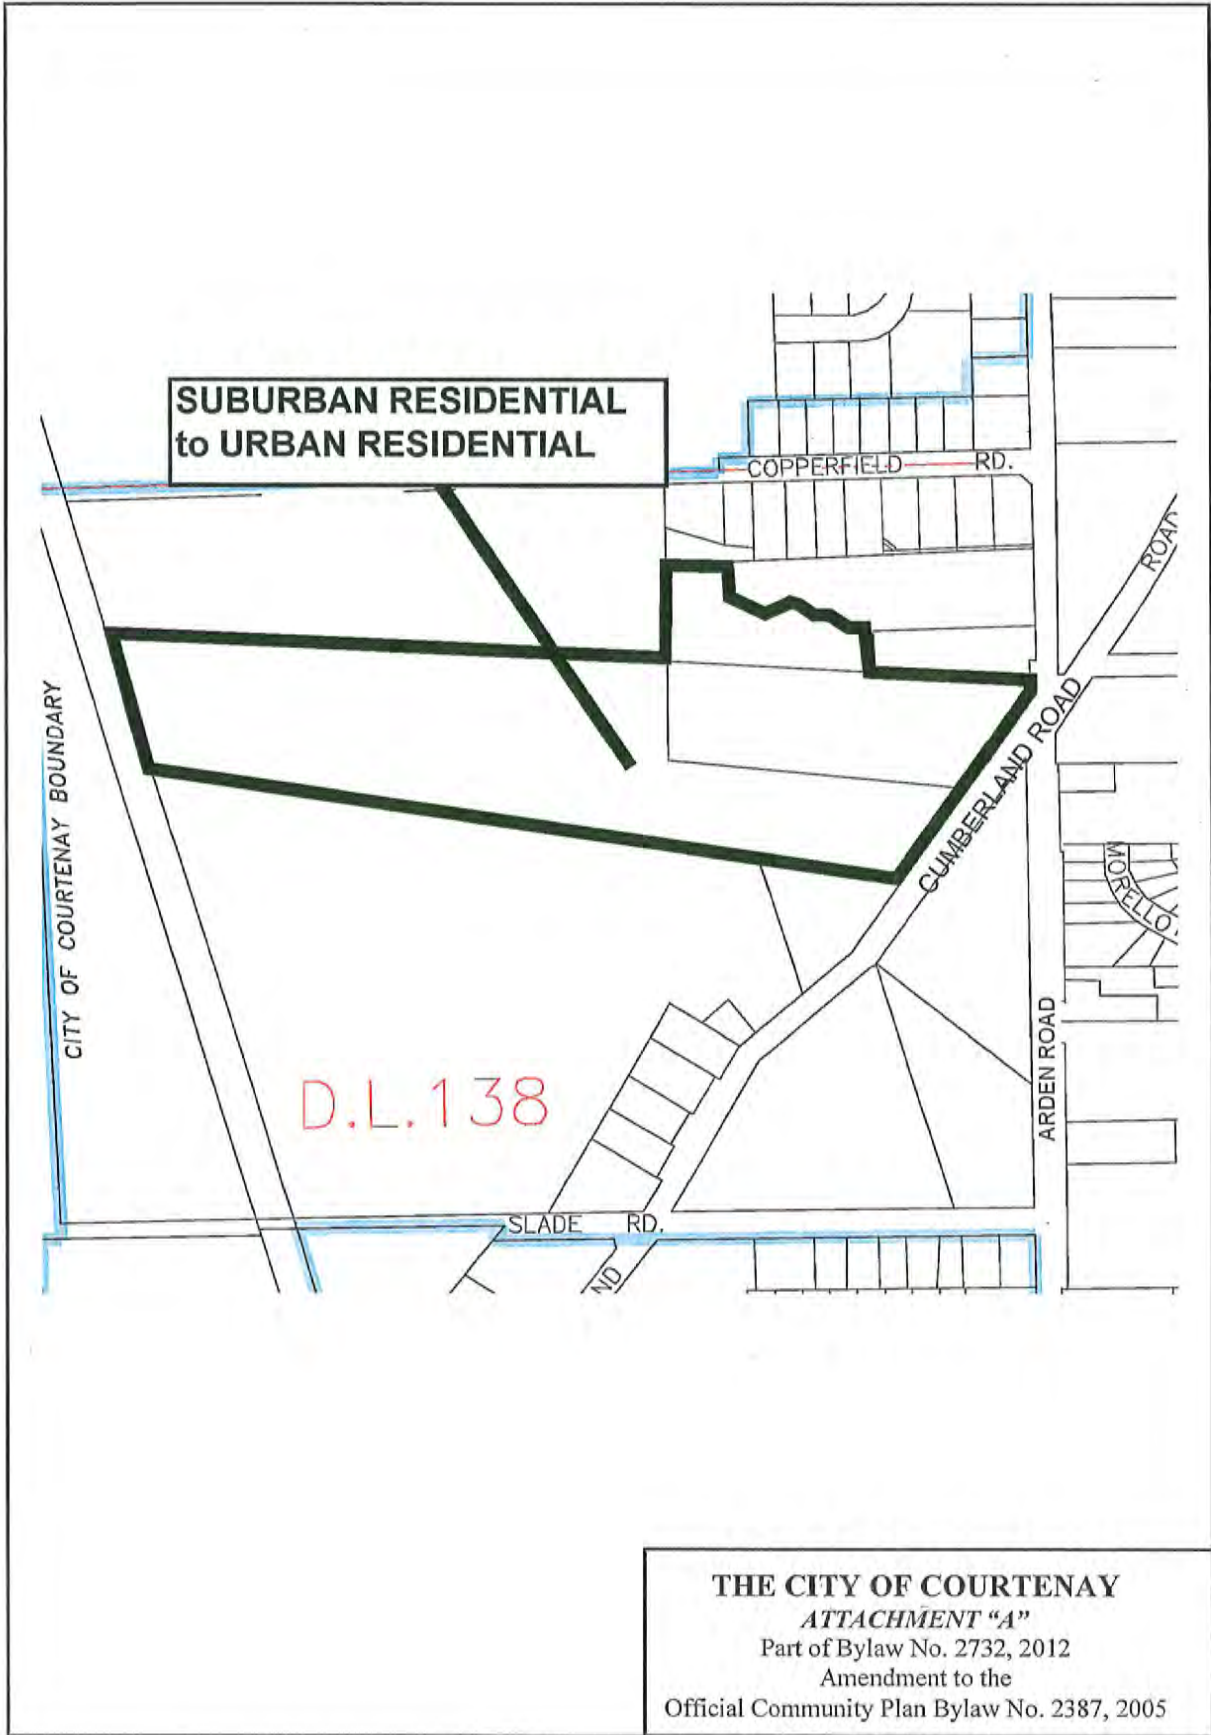 SUBURBAN RESIDENTIAL
to URBAN RESIDENTIAL
COPPERFIELD RD.
ROAD
CUMBERLAND ROAD
CITY OF COURTENAY BOUNDARY
MORELLO
ARDEN ROAD
D.L.138
SLADE RD.
ND
THE CITY OF COURTENAY
ATTACHMENT “A”
Part of Bylaw No. 2732, 2012
Amendment to the
Official Community Plan Bylaw No. 2387, 2005